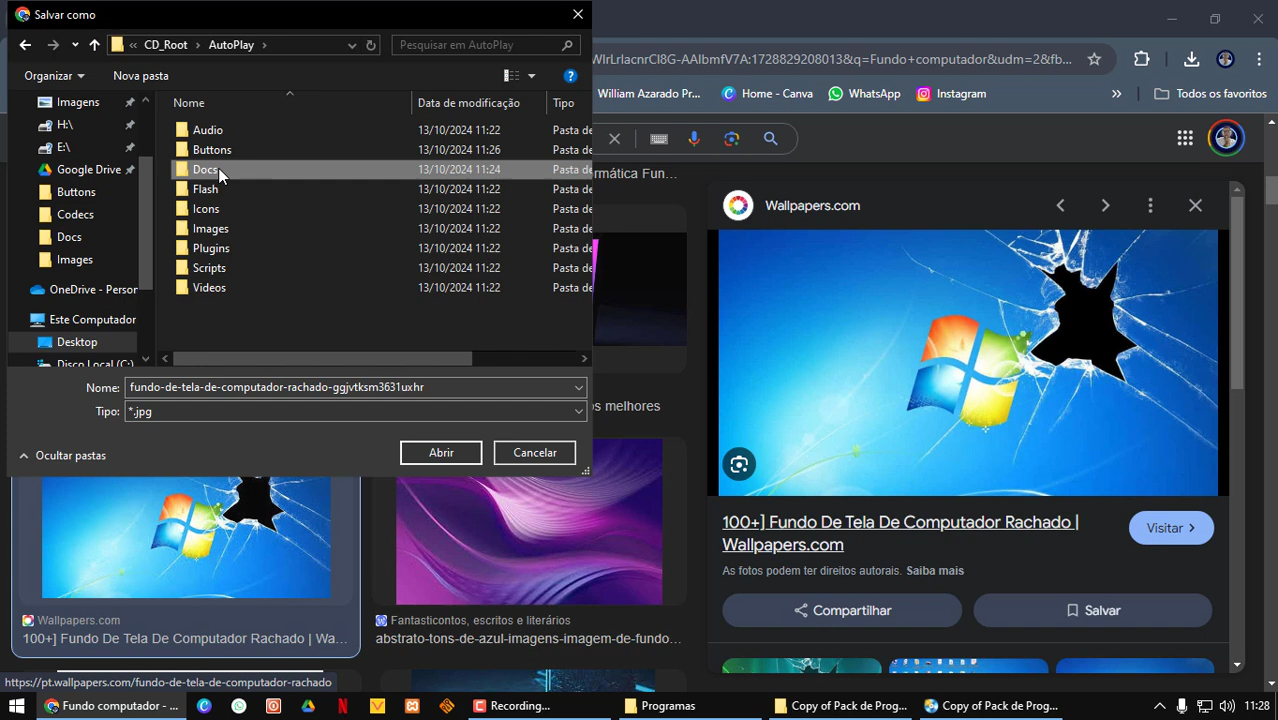 Salvar como
CD_Root
AutoPlay
Pesquisar em AutoPlay
Organizar
Nova pasta
Imagens
H:\
E:\
Google Drive
Buttons
Codecs
Docs
Images
OneDrive - Person
Este Computador
Desktop
Disco Local (C:)
Nome
Data de modificação
Tipo
Audio 13/10/2024 11:22 Pasta de
Buttons 13/10/2024 11:26 Pasta de
Docs 13/10/2024 11:24 Pasta de
Flash 13/10/2024 11:22 Pasta de
Icons 13/10/2024 11:22 Pasta de
Images 13/10/2024 11:22 Pasta de
Plugins 13/10/2024 11:22 Pasta de
Scripts 13/10/2024 11:22 Pasta de
Videos 13/10/2024 11:22 Pasta de
Nome: fundo-de-tela-de-computador-rachado-ggjvtksm3631uxhr
Tipo: *.jpg
Ocultar pastas
Abrir
Cancelar
WIrLrIacnrC3G-AAIbmfV7A:1728829208013&q=Fundo+computador&udm=2&fb...
William Azarado Pr...
Home - Canva
WhatsApp
Instagram
Todos os favoritos
rmática Fun...
os melhores
Wallpapers.com
100+] Fundo De Tela De Computador Rachado |
Wallpapers.com
Visitar
As fotos podem ter direitos autorais. Saiba mais
Compartilhar
Salvar
Wallpapers.com
100+] Fundo De Tela De Computador Rachado | Wa...
Fantasticontos, escritos e literários
abstrato-tons-de-azul-imagens-imagem-de-fundo...
https://pt.wallpapers.com/fundo-de-tela-de-computador-rachado
Fundo computador - ...
Recording...
Programas
Copy of Pack de Prog...
Copy of Pack de Prog...
11:28